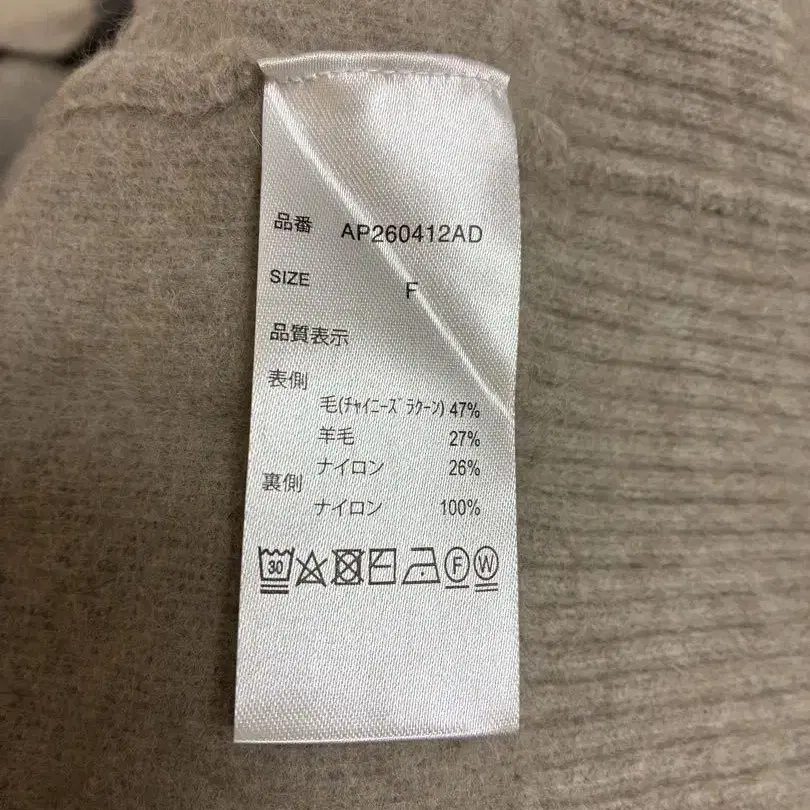 品番 AP260412AD
SIZE F
品質表示
表側
毛(ﾁｬｲﾆｰｽﾞﾗｸｰﾝ) 47%
羊毛 27%
ナイロン 26%
裏側
ナイロン 100%
30 F W